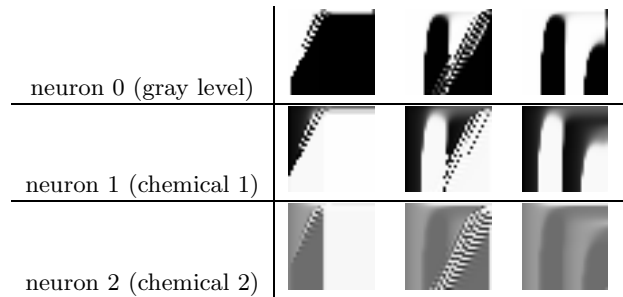 neuron 0 (gray level)
neuron 1 (chemical 1)
neuron 2 (chemical 2)